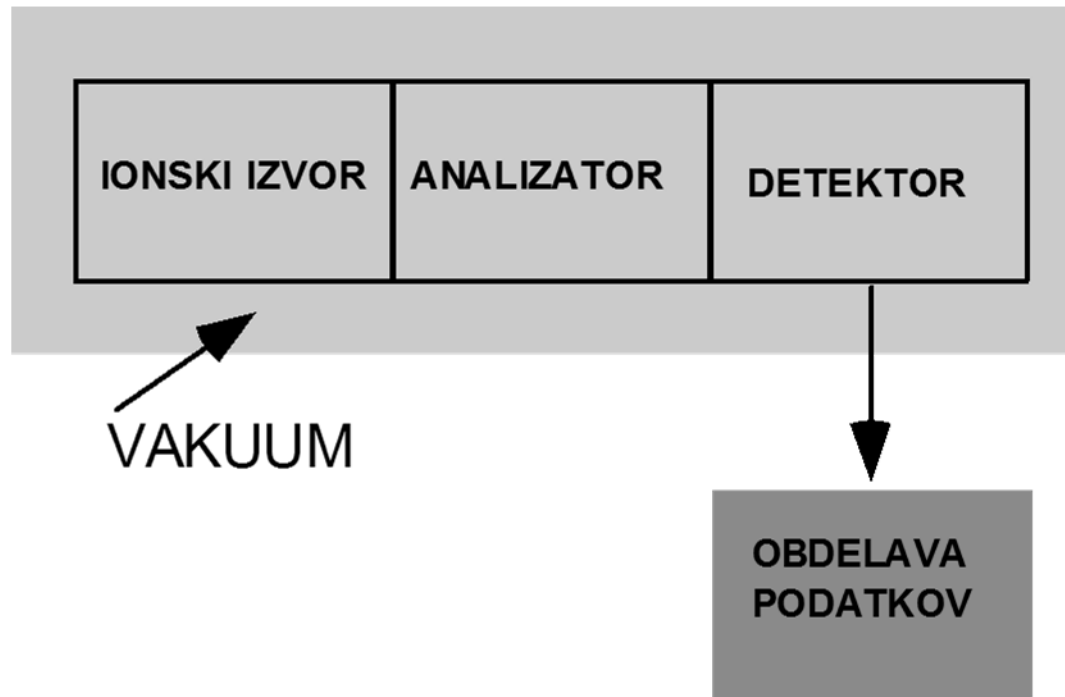 IONSKI IZVOR
ANALIZATOR
DETEKTOR
VAKUUM
OBDELAVA
PODATKOV